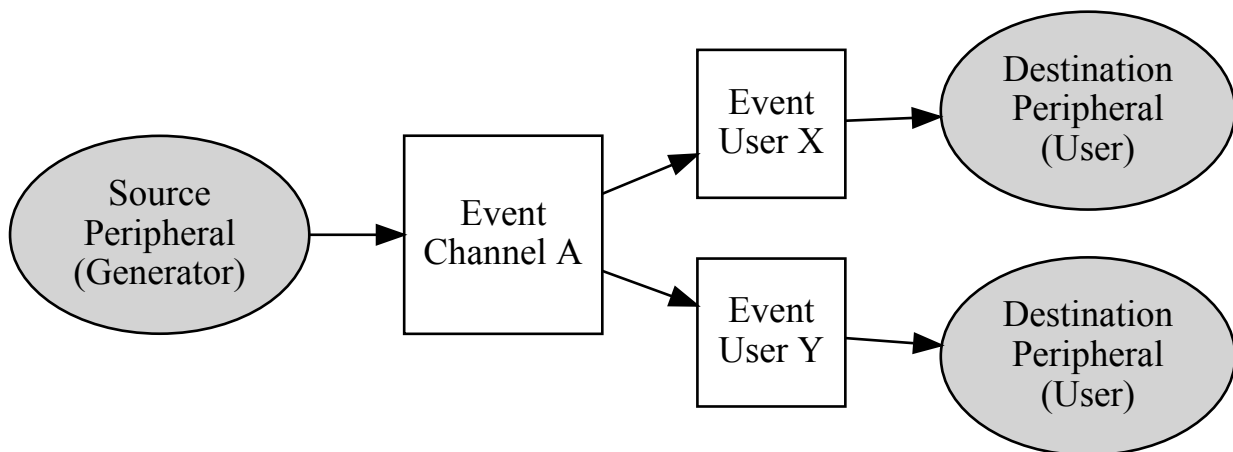 Source
Peripheral
(Generator)
Event
Channel A
Event
User X
Destination
Peripheral
(User)
Event
User Y
Destination
Peripheral
(User)